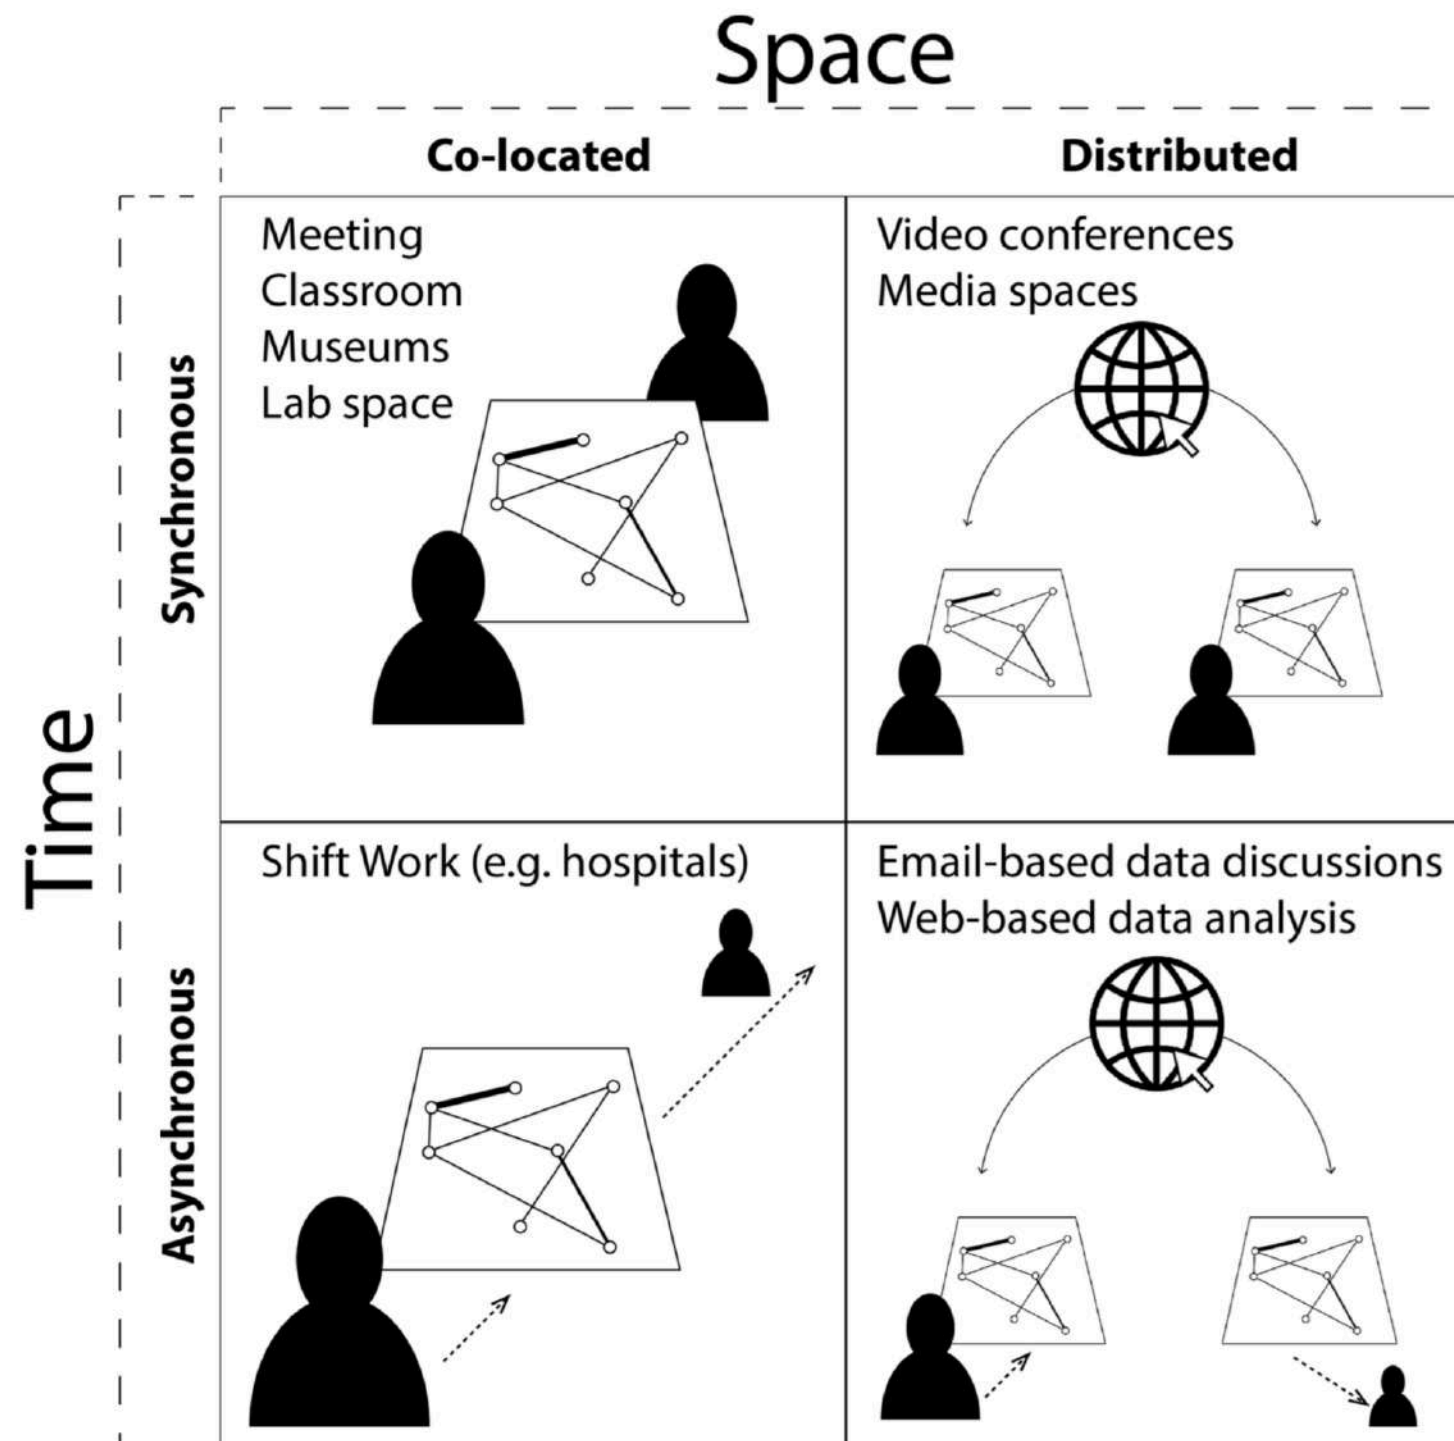 Space
Co-located
Distributed
Time
Synchronous
Meeting
Classroom
Museums
Lab space
Video conferences
Media spaces
Asynchronous
Shift Work (e.g. hospitals)
Email-based data discussions
Web-based data analysis